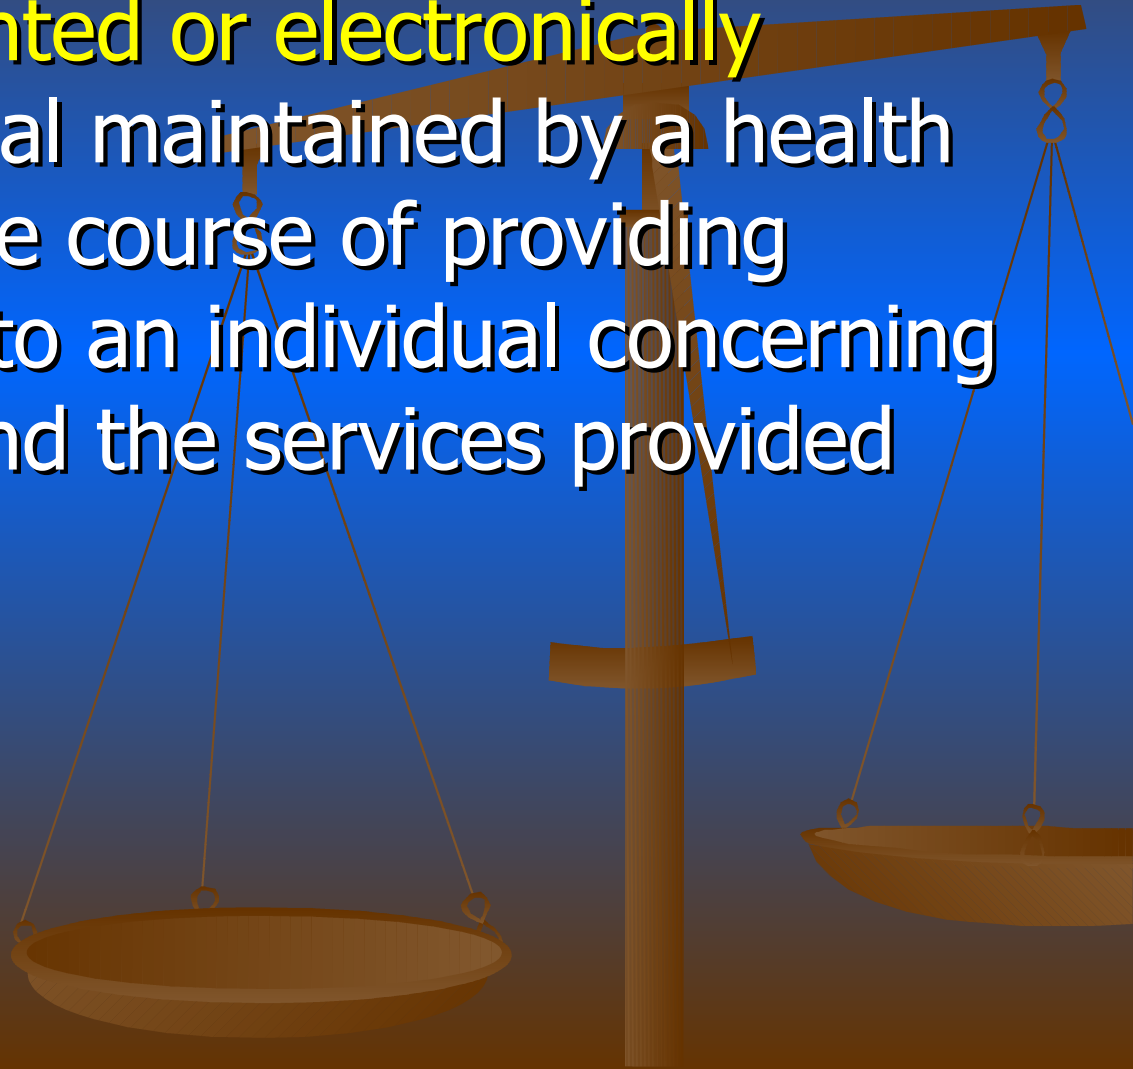 nted or electronically
al maintained by a health
e course of providing
to an individual concerning
nd the services provided